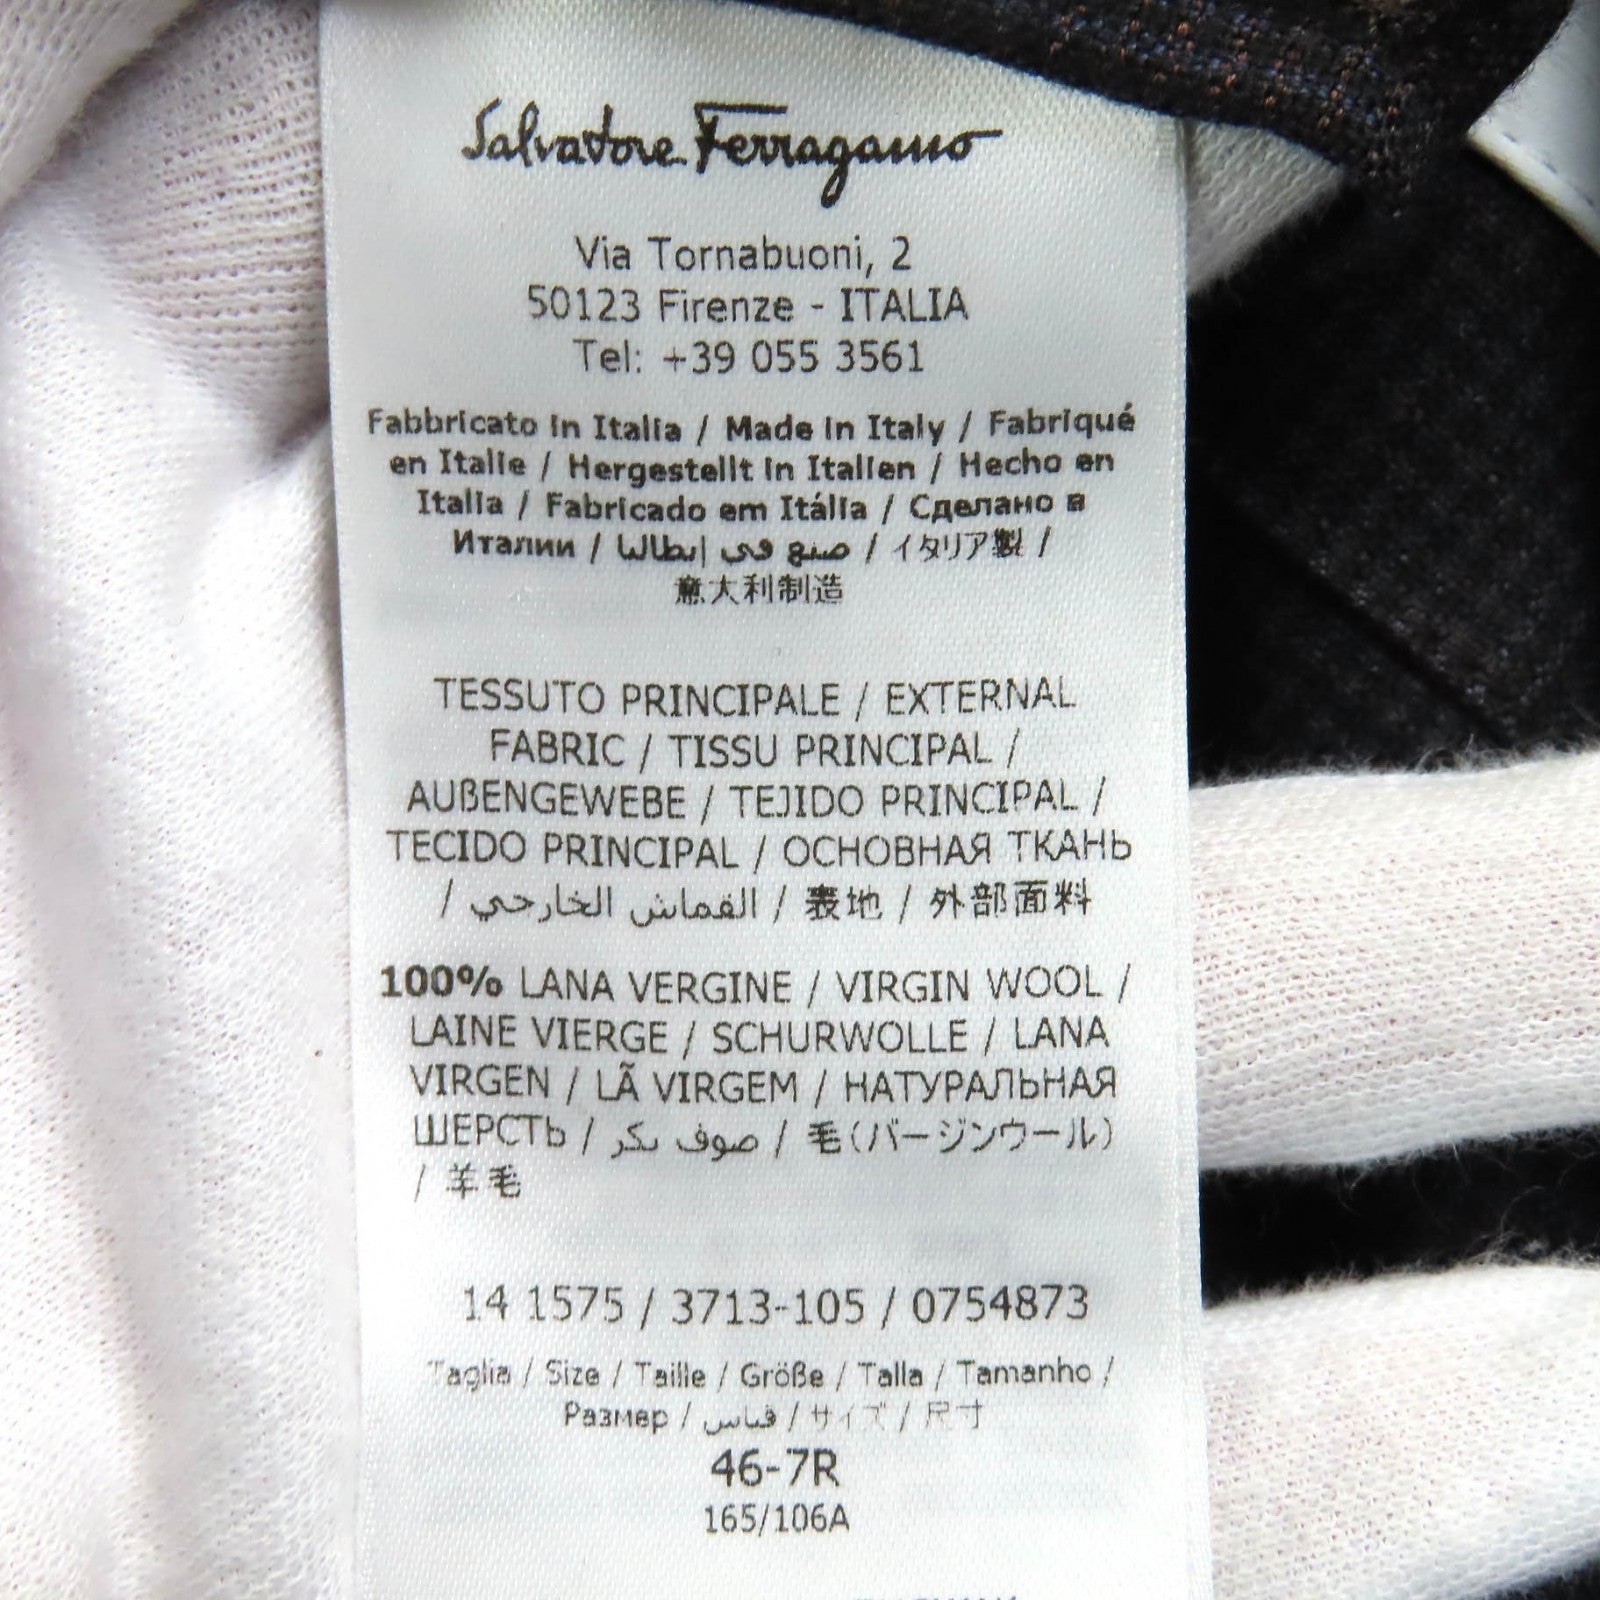 Salvatore Ferragamo
Via Tornabuoni, 2
50123 Firenze - ITALIA
Tel: +39 055 3561
Fabbricato in Italia / Made in Italy / Fabriqué
en Italie / Hergestellt in Italien / Hecho en
Italia / Fabricado em Itália / Сделано в
Италии / صنع في إيطاليا / イタリア製 /
意大利制造
TESSUTO PRINCIPALE / EXTERNAL
FABRIC / TISSU PRINCIPAL /
AUßENGEWEBE / TEJIDO PRINCIPAL /
TECIDO PRINCIPAL / ОСНОВНАЯ ТКАНЬ
/ القماش الخارجي / 表地 / 外部面料
100% LANA VERGINE / VIRGIN WOOL /
LAINE VIERGE / SCHURWOLLE / LANA
VIRGEN / LÃ VIRGEM / НАТУРАЛЬНАЯ
ШЕРСТЬ / صوف بكر / 毛(バージンウール)
/ 羊毛
14 1575 / 3713-105 / 0754873
Taglia / Size / Taille / Größe / Talla / Tamanho /
Размер / قياس / サイズ / 尺寸
46-7R
165/106A